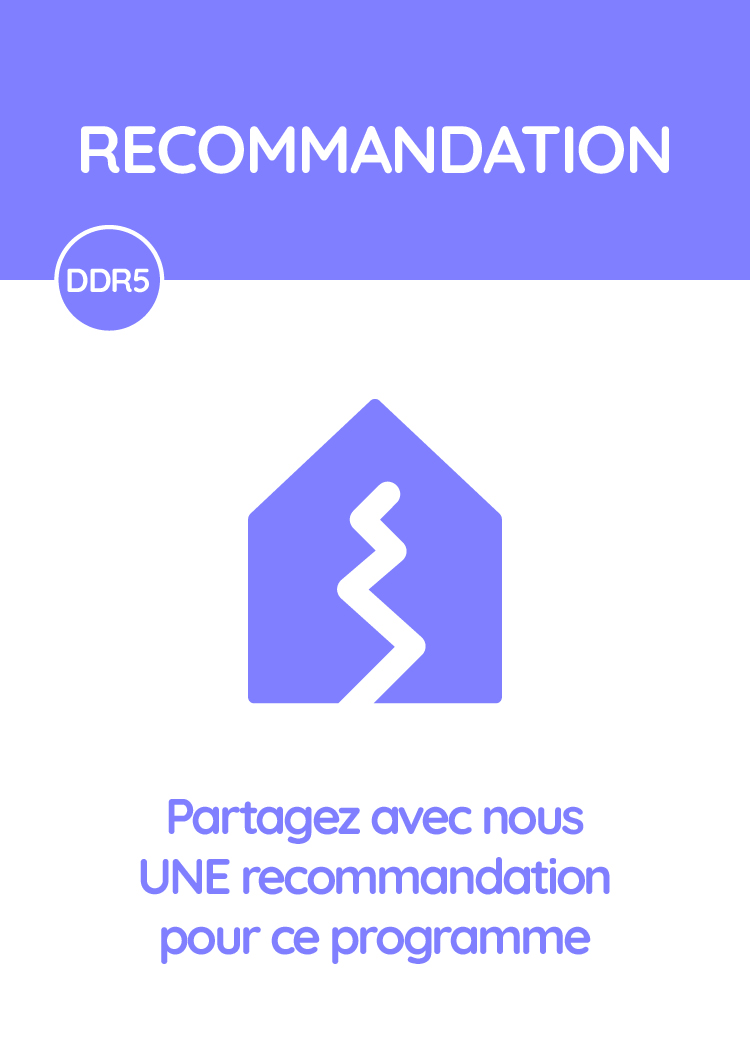 RECOMMANDATION
DDR5
Partagez avec nous
UNE recommandation
pour ce programme